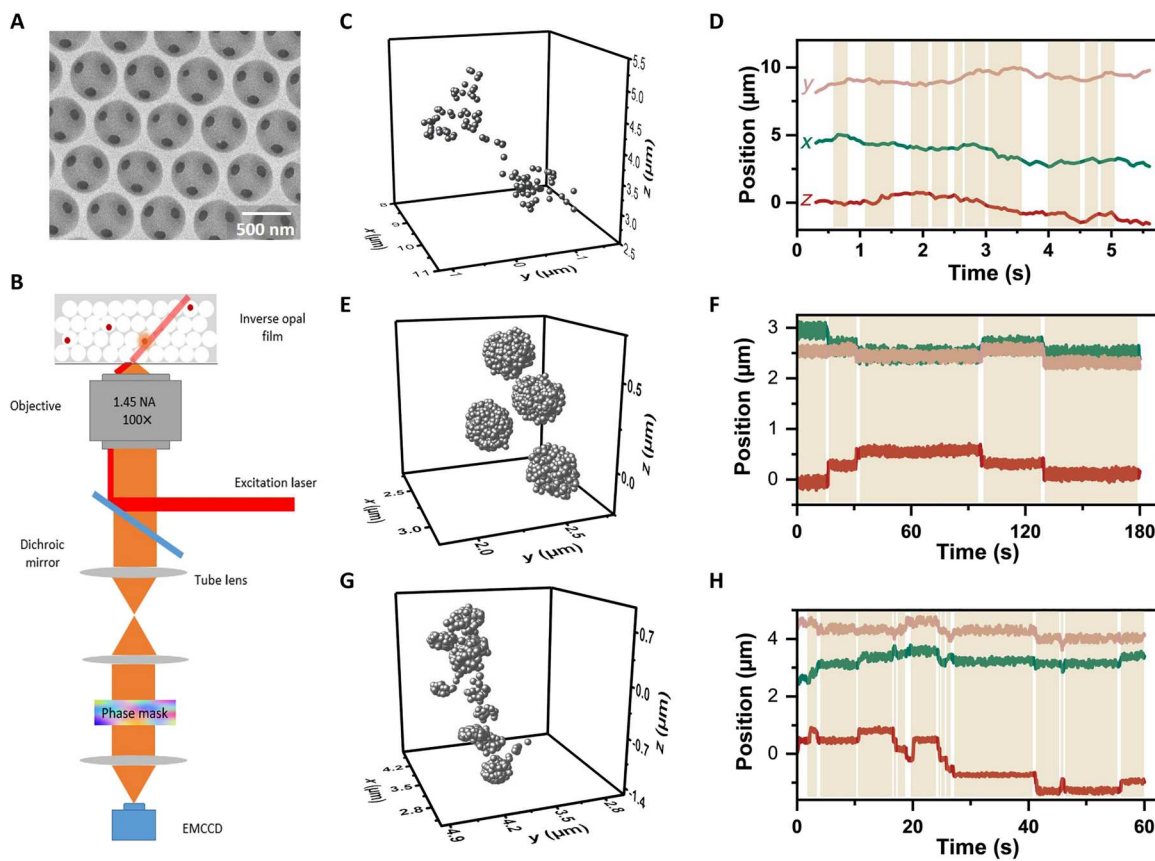 A
500 nm
B
Inverse opal
film
Objective
1.45 NA
100×
Excitation laser
Dichroic
mirror
Tube lens
Phase mask
EMCCD
C
5.5
5.0
4.5
4.0
3.5
3.0
2.5
z (µm)
8
9
10
11
x (µm)
-1
-0
-1
y (µm)
D
10
5
0
y
x
z
Position (µm)
0
1
2
3
4
5
Time (s)
E
0.5
0.0
z (µm)
2.5
3.0
x (µm)
2.0
2.5
y (µm)
F
3
2
1
0
Position (µm)
0
60
120
180
Time (s)
G
0.7
0.0
-0.7
-1.4
z (µm)
4.2
3.5
2.8
x (µm)
4.9
4.2
3.5
2.8
y (µm)
H
4
2
0
Position (µm)
0
20
40
60
Time (s)